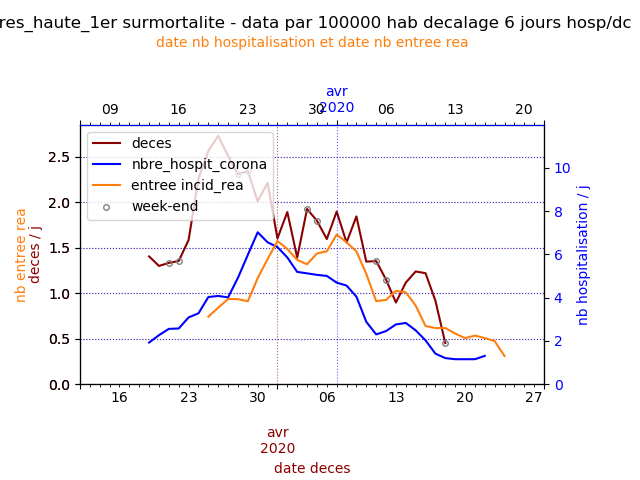 res_haute_1er surmortalite - data par 100000 hab decalage 6 jours hosp/dc
date nb hospitalisation et date nb entree rea
avr
2020
09 16 23 30 06 13 20
deces
nbre_hospit_corona
entree incid_rea
week-end
nb entree rea
deces / j
2.5
2.0
1.5
1.0
0.5
0.0
nb hospitalisation / j
10
8
6
4
2
0
16 23 30 06 13 20 27
avr
2020
date deces